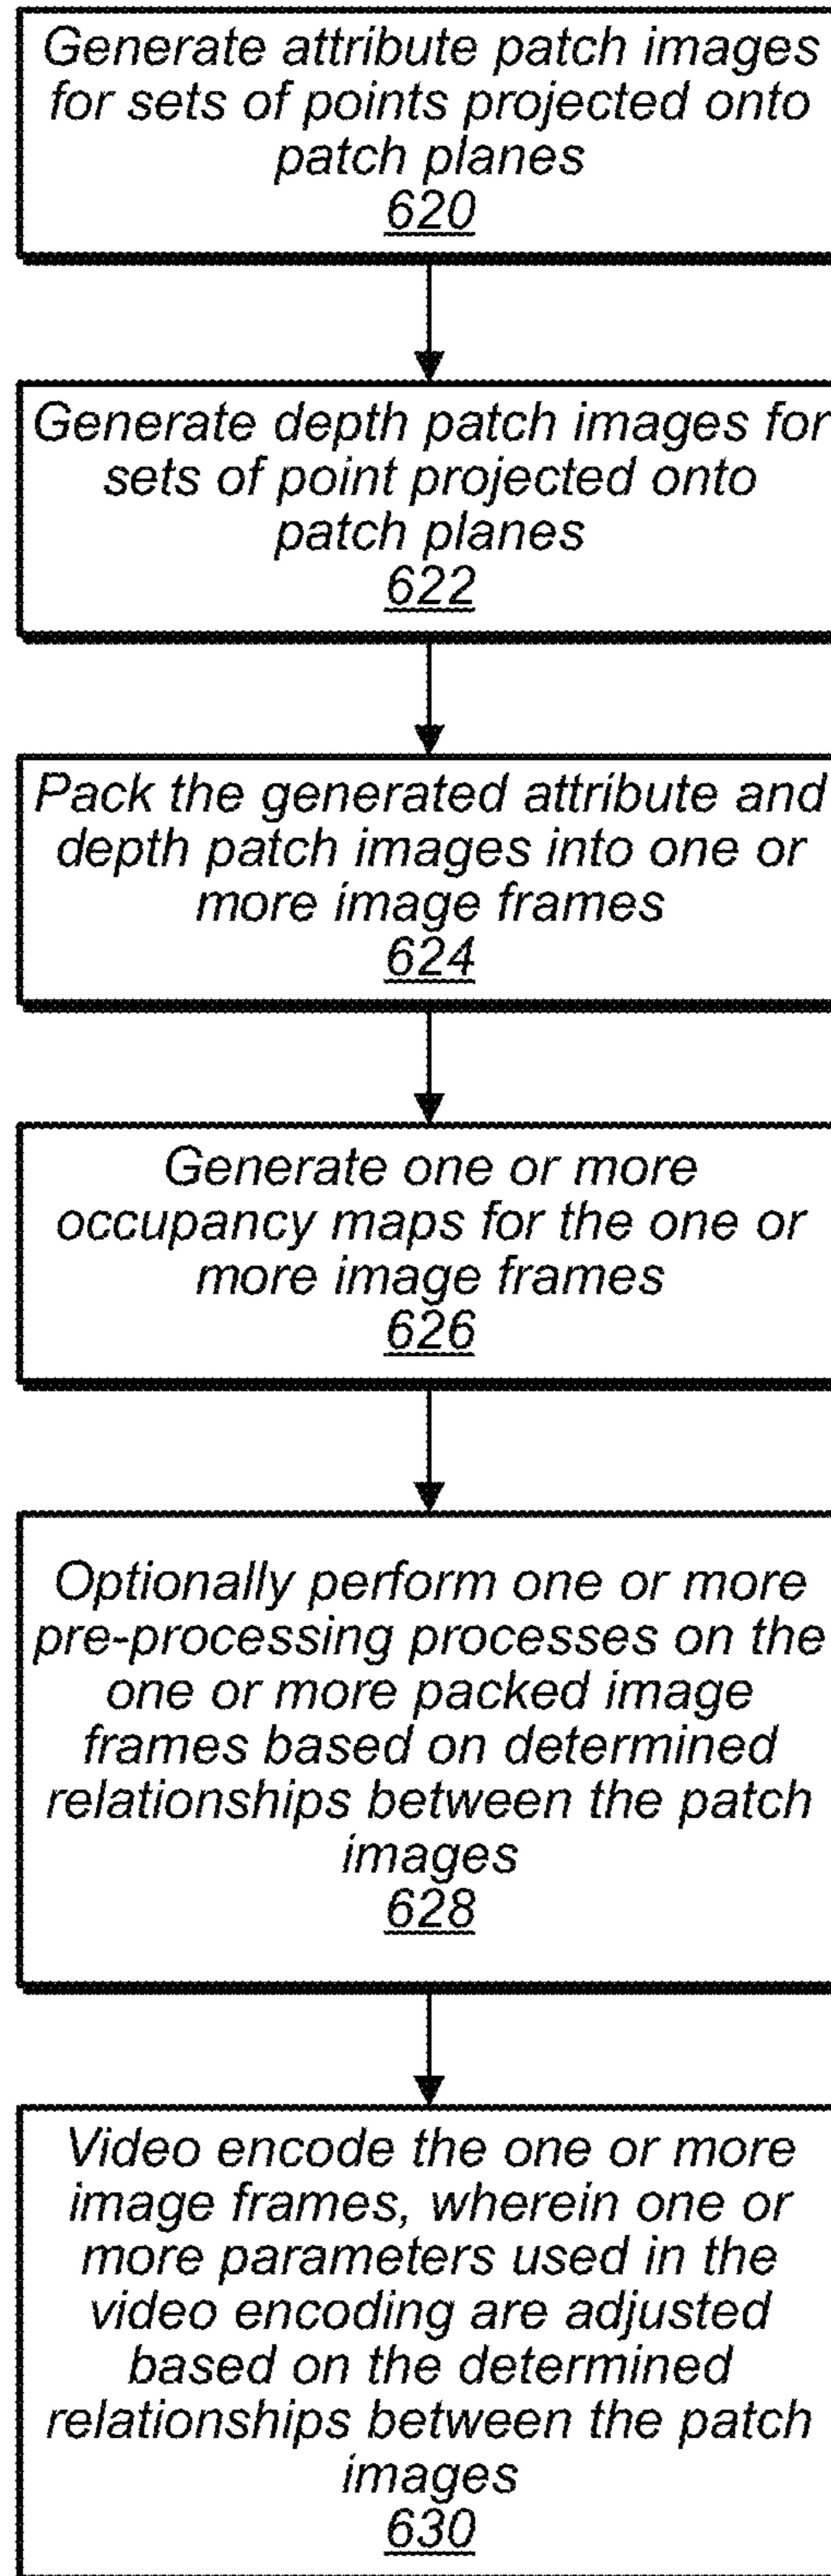 Generate attribute patch images
for sets of points projected onto
patch planes
620
Generate depth patch images for
sets of point projected onto
patch planes
622
Pack the generated attribute and
depth patch images into one or
more image frames
624
Generate one or more
occupancy maps for the one or
more image frames
626
Optionally perform one or more
pre-processing processes on the
one or more packed image
frames based on determined
relationships between the patch
images
628
Video encode the one or more
image frames, wherein one or
more parameters used in the
video encoding are adjusted
based on the determined
relationships between the patch
images
630